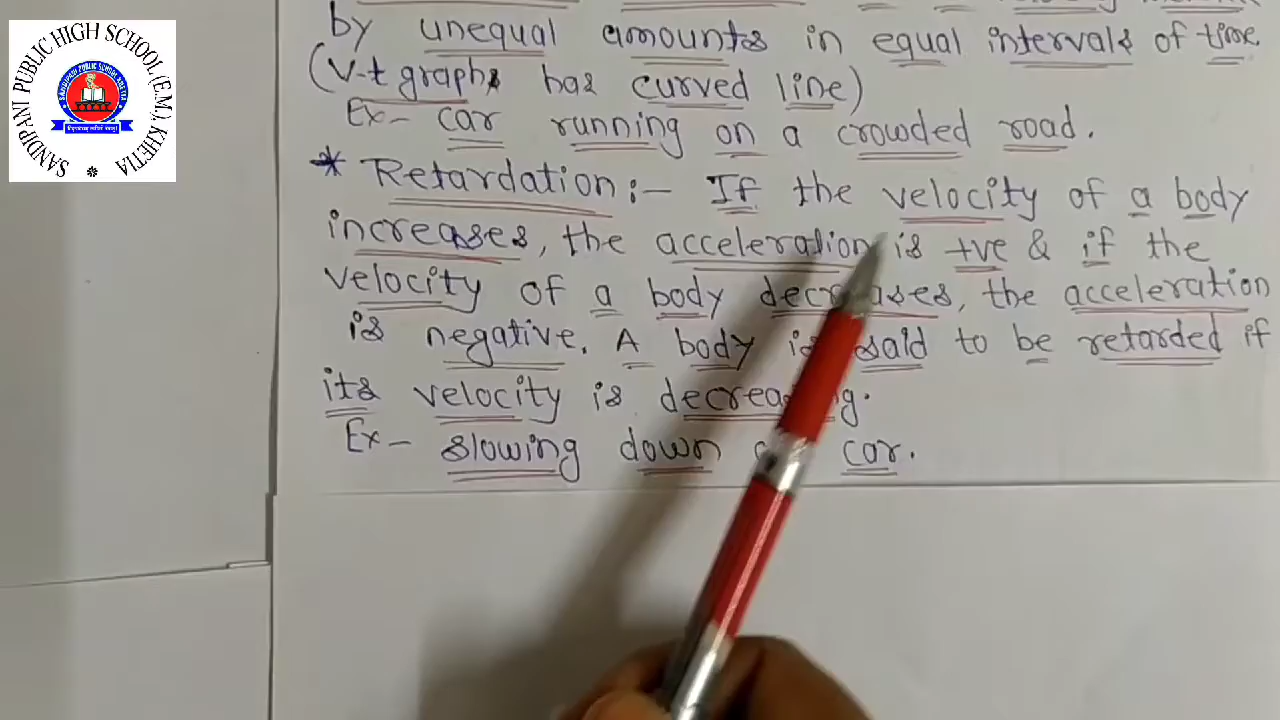 by unequal amounts in equal intervals of time
(V-t graph has curved line)
Ex- car running on a crowded road.
* Retardation:- If the velocity of a body
increases, the acceleration is +ve & if the
velocity of a body decreases, the acceleration
is negative. A body is said to be retarded if
its velocity is decreasing.
Ex- slowing down car.
SANDIPANI PUBLIC HIGH SCHOOL (E.M.) KHETIA